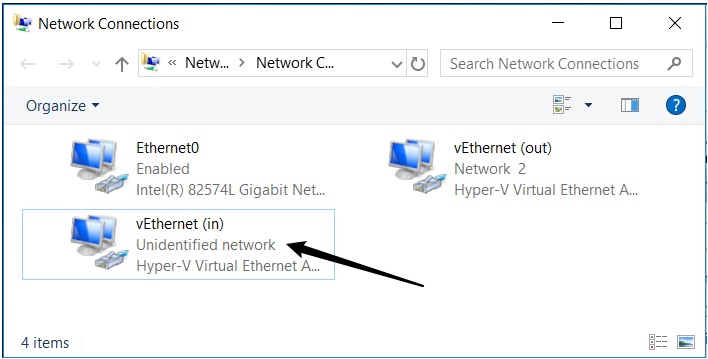 Network Connections
« Netw... > Network C...
Search Network Connections
Organize
Ethernet0
Enabled
Intel(R) 82574L Gigabit Net...
vEthernet (out)
Network 2
Hyper-V Virtual Ethernet A...
vEthernet (in)
Unidentified network
Hyper-V Virtual Ethernet A...
4 items